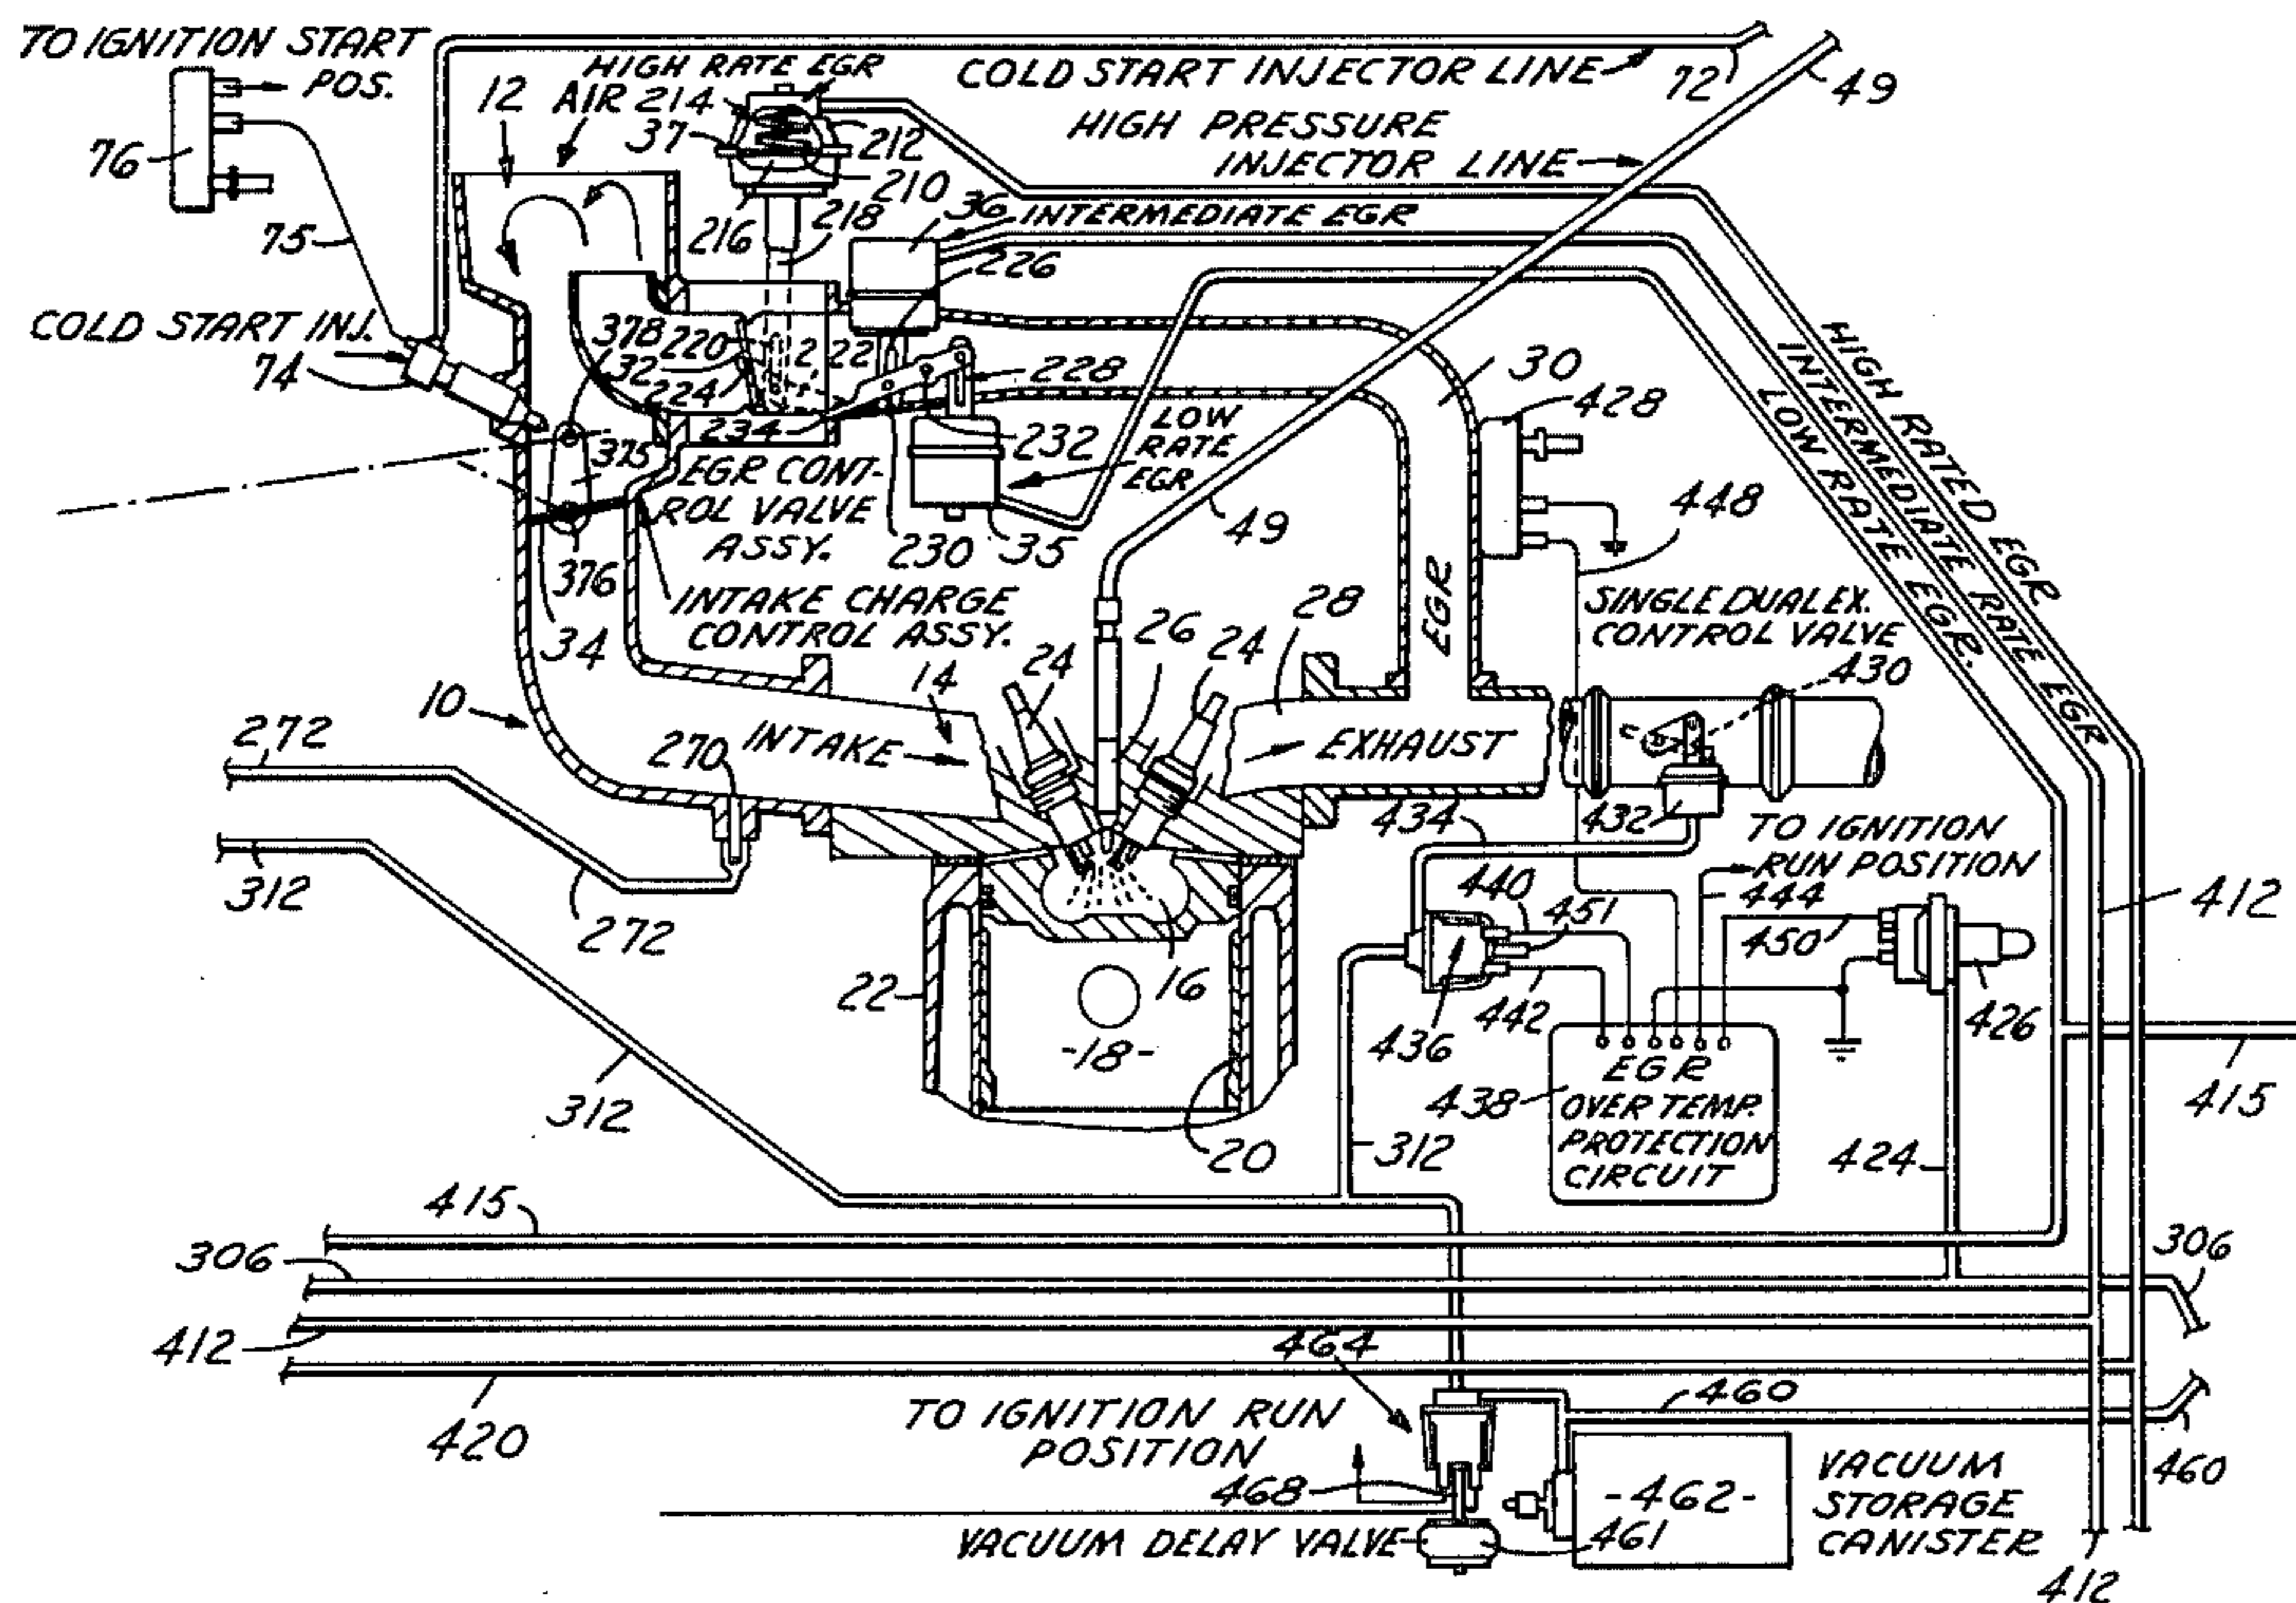 TO IGNITION START
POS.
76
75
12
AIR
HIGH RATE EGR
214
37
212
210
216
218
COLD START INJECTOR LINE
72
49
HIGH PRESSURE
INJECTOR LINE
36
INTERMEDIATE EGR
226
COLD START INJ.
74
378
220
2
22
32
224
234
228
232
LOW
RATE
EGR
30
428
HIGH RATED EGR
INTERMEDIATE RATE EGR
LOW RATE EGR.
375
EGR CONT-
ROL VALVE
ASSY.
230
35
49
448
376
34
INTAKE CHARGE
CONTROL ASSY.
EGR
28
SINGLE DUAL EX.
CONTROL VALVE
430
10
14
24
26
24
272
270
INTAKE
EXHAUST
434
432
TO IGNITION
RUN POSITION
312
272
440
451
444
450
412
22
16
442
436
426
-18-
438
EGR
OVER TEMP.
PROTECTION
CIRCUIT
415
312
20
312
424
415
306
306
412
464
420
TO IGNITION RUN
POSITION
460
460
468
-462-
VACUUM
STORAGE
CANISTER
VACUUM DELAY VALVE
461
412